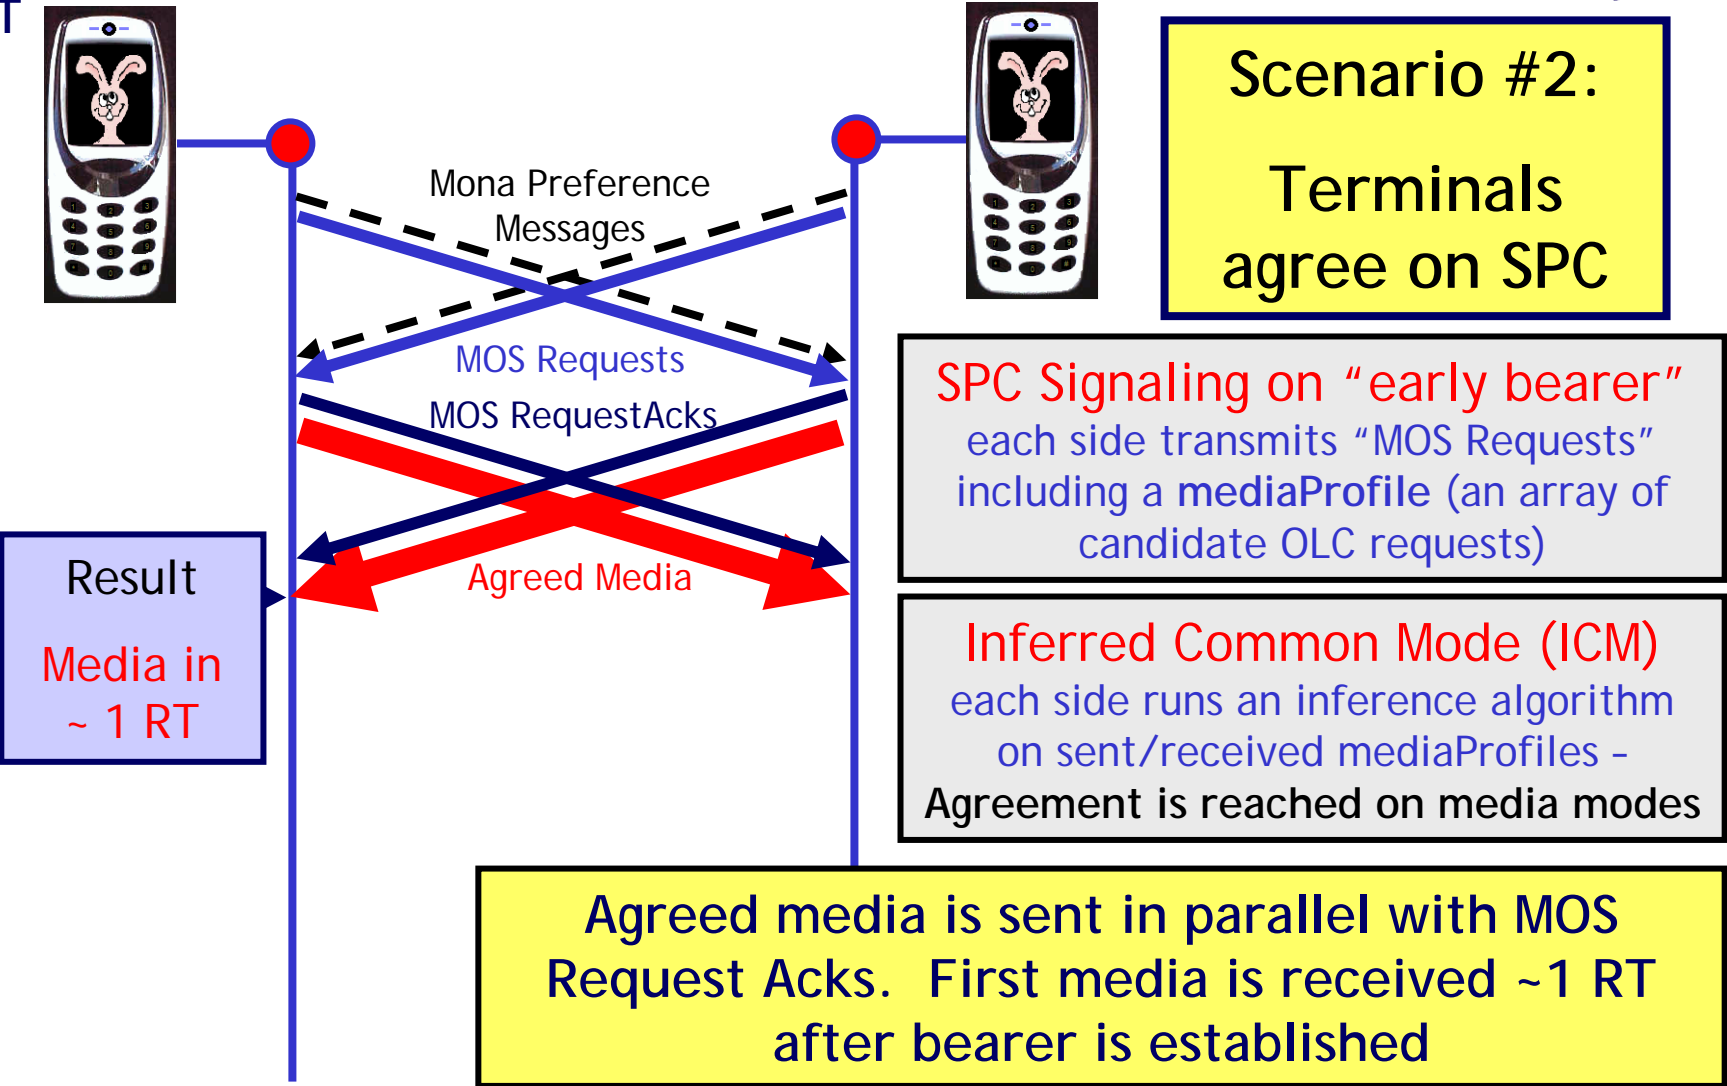 T
Scenario #2:
Terminals
agree on SPC
Mona Preference
Messages
MOS Requests
MOS RequestAcks
Agreed Media
Result
Media in
~ 1 RT
SPC Signaling on “early bearer”
each side transmits “MOS Requests”
including a mediaProfile (an array of
candidate OLC requests)
Inferred Common Mode (ICM)
each side runs an inference algorithm
on sent/received mediaProfiles –
Agreement is reached on media modes
Agreed media is sent in parallel with MOS
Request Acks. First media is received ~1 RT
after bearer is established